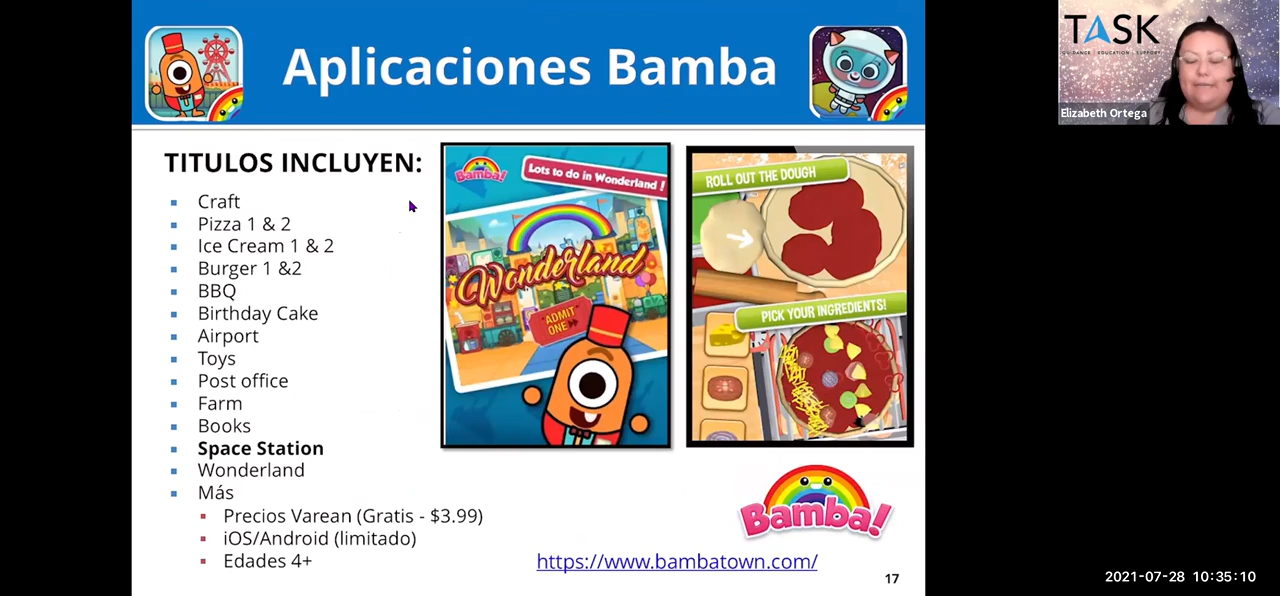 Aplicaciones Bamba
TASK
GUIDANCE | EDUCATION | SUPPORT
Elizabeth Ortega
TITULOS INCLUYEN:
Craft
Pizza 1 & 2
Ice Cream 1 & 2
Burger 1 &2
BBQ
Birthday Cake
Airport
Toys
Post office
Farm
Books
Space Station
Wonderland
Más
Precios Varean (Gratis - $3.99)
iOS/Android (limitado)
Edades 4+
Bamba!
Lots to do in Wonderland !
Wonderland
ADMIT
ONE
ROLL OUT THE DOUGH
PICK YOUR INGREDIENTS!
Bamba!
https://www.bambatown.com/
17
2021-07-28 10:35:10